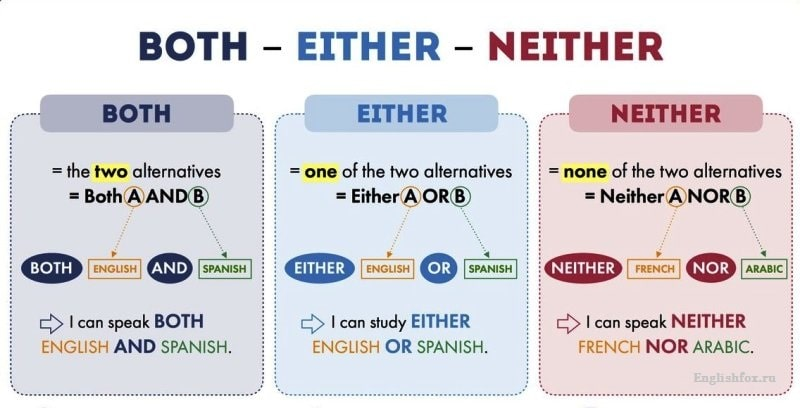 BOTH – EITHER – NEITHER
BOTH
= the two alternatives
= Both A AND B
BOTH ENGLISH AND SPANISH
I can speak BOTH
ENGLISH AND SPANISH.
EITHER
= one of the two alternatives
= Either A OR B
EITHER ENGLISH OR SPANISH
I can study EITHER
ENGLISH OR SPANISH.
NEITHER
= none of the two alternatives
= Neither A NOR B
NEITHER FRENCH NOR ARABIC
I can speak NEITHER
FRENCH NOR ARABIC.
Englishfox.ru